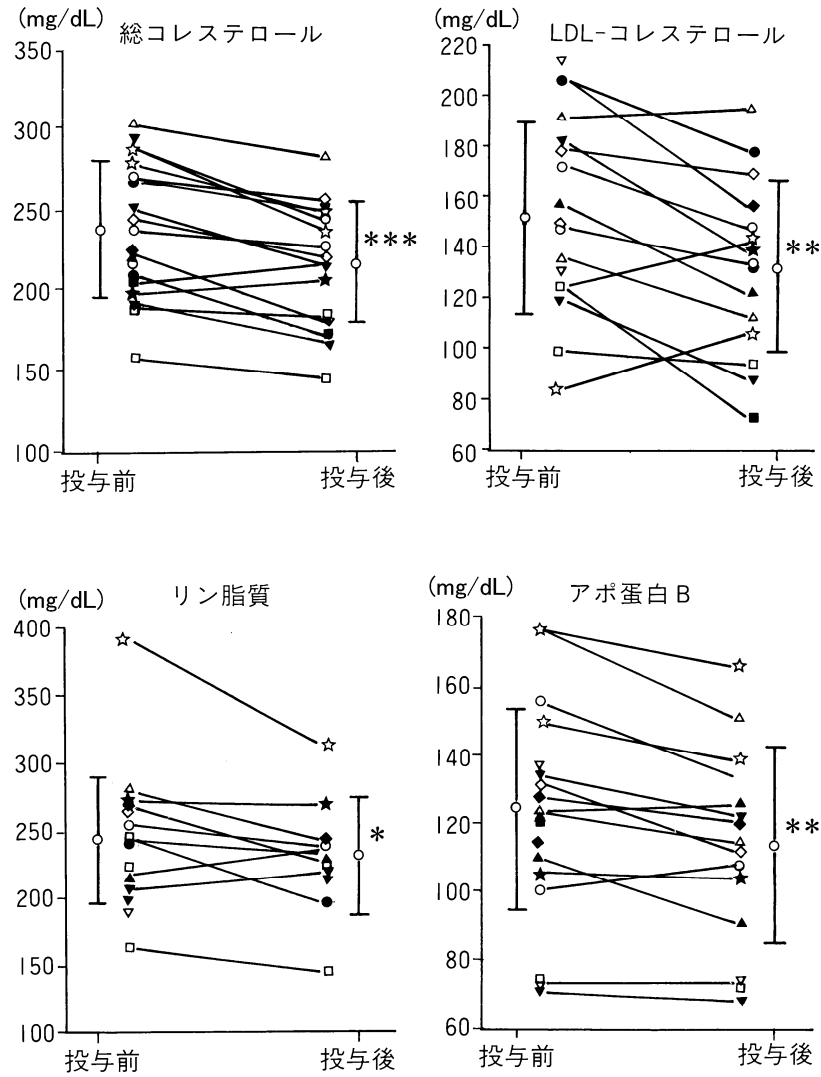 (mg/dL)
総コレステロール
350
300
250
200
150
100
***
投与前
投与後
(mg/dL)
LDL-コレステロール
220
200
180
160
140
120
100
80
60
**
投与前
投与後
(mg/dL)
リン脂質
400
350
300
250
200
150
100
*
投与前
投与後
(mg/dL)
アポ蛋白B
180
160
140
120
100
80
60
**
投与前
投与後